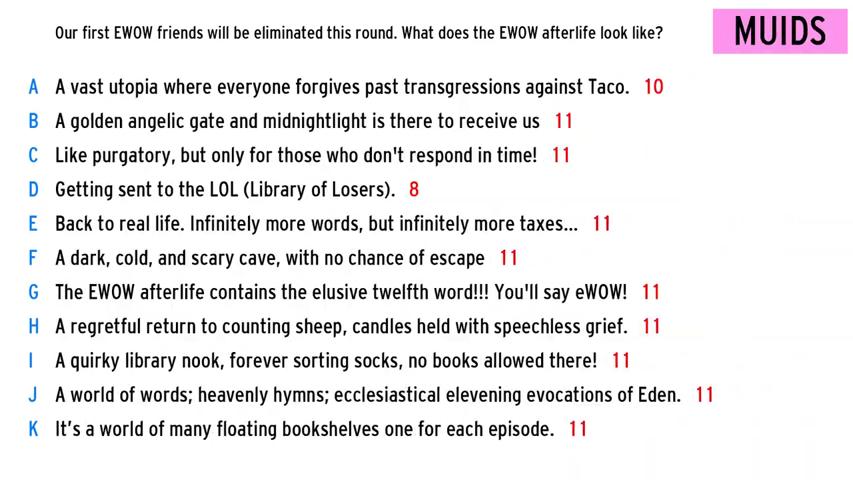 Our first EWOW friends will be eliminated this round. What does the EWOW afterlife look like?
MUIDS
A A vast utopia where everyone forgives past transgressions against Taco. 10
B A golden angelic gate and midnightlight is there to receive us 11
C Like purgatory, but only for those who don't respond in time! 11
D Getting sent to the LOL (Library of Losers). 8
E Back to real life. Infinitely more words, but infinitely more taxes... 11
F A dark, cold, and scary cave, with no chance of escape 11
G The EWOW afterlife contains the elusive twelfth word!!! You'll say eWOW! 11
H A regretful return to counting sheep, candles held with speechless grief. 11
I A quirky library nook, forever sorting socks, no books allowed there! 11
J A world of words; heavenly hymns; ecclesiastical elevening evocations of Eden. 11
K It’s a world of many floating bookshelves one for each episode. 11